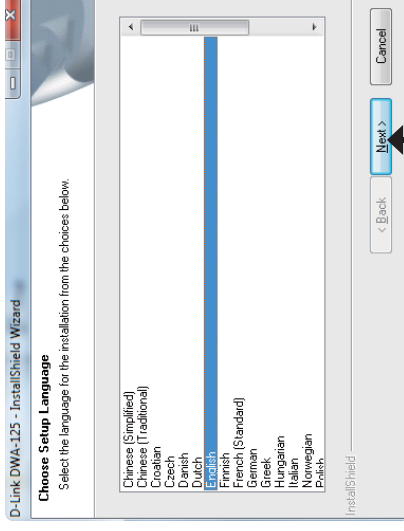 D-Link DWA-125 - InstallShield Wizard
Choose Setup Language
Select the language for the installation from the choices below.
Chinese (Simplified)
Chinese (Traditional)
Croatian
Czech
Danish
Dutch
English
Finnish
French (Standard)
German
Greek
Hungarian
Italian
Norwegian
Polish
InstallShield
< Back
Next >
Cancel